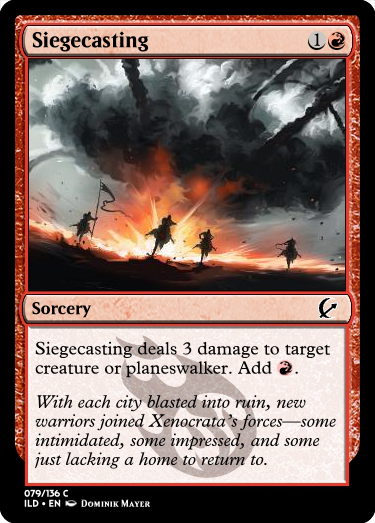 Siegecasting 1
Sorcery
Siegecasting deals 3 damage to target
creature or planeswalker. Add .
With each city blasted into ruin, new
warriors joined Xenocrata's forces—some
intimidated, some impressed, and some
just lacking a home to return to.
079/136 C
ILD • EN Dominik Mayer